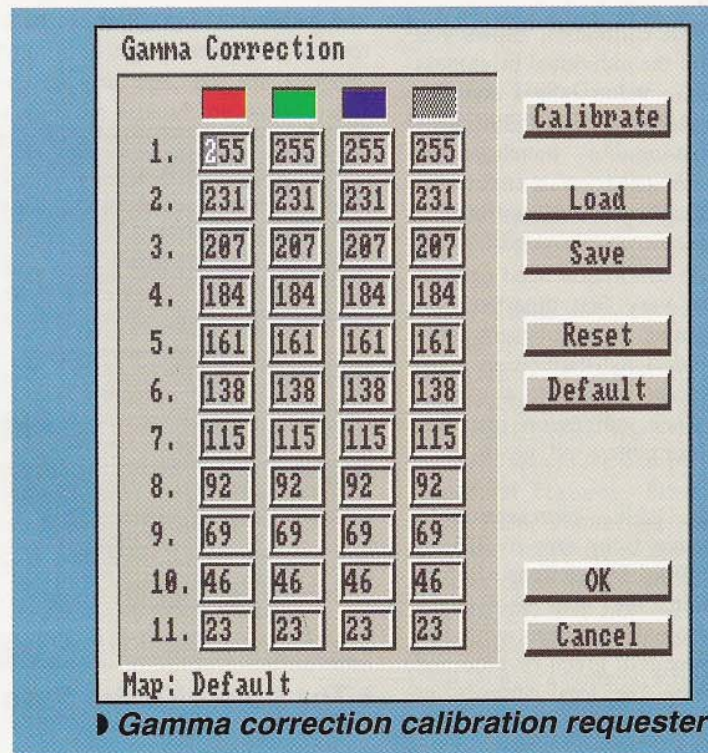 Gamma Correction
Calibrate
1. 255 255 255 255
2. 231 231 231 231
Load
3. 207 207 207 207
Save
4. 184 184 184 184
5. 161 161 161 161
Reset
6. 138 138 138 138
Default
7. 115 115 115 115
8. 92 92 92 92
9. 69 69 69 69
10. 46 46 46 46
OK
11. 23 23 23 23
Cancel
Map: Default
Gamma correction calibration requester